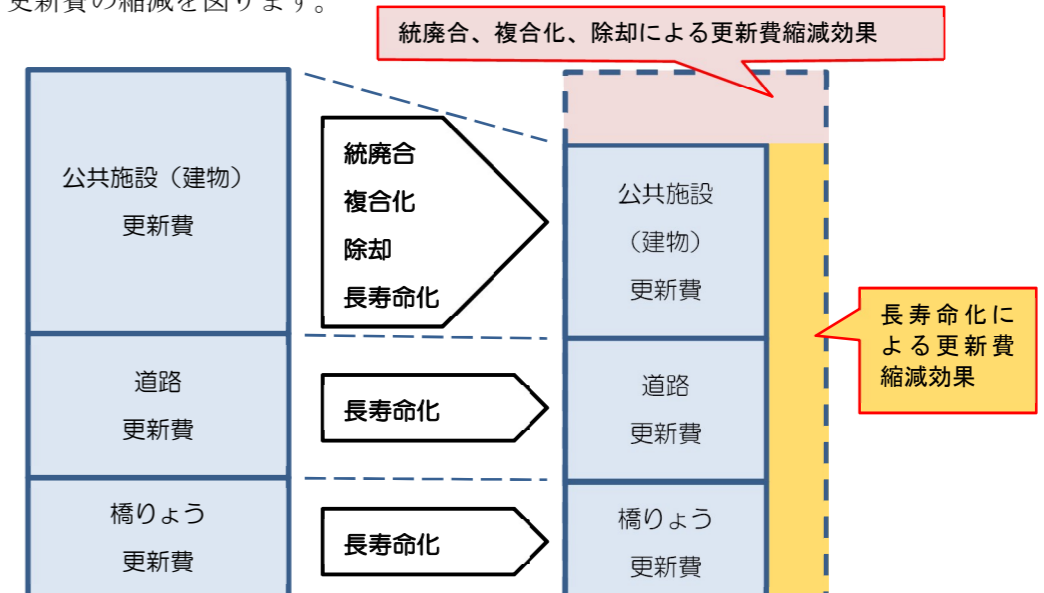 更新費の縮減を図ります。
統廃合、複合化、除却による更新費縮減効果
公共施設（建物）
更新費
統廃合
複合化
除却
長寿命化
公共施設
（建物）
更新費
長寿命化に
よる更新費
縮減効果
道路
更新費
長寿命化
道路
更新費
橋りょう
更新費
長寿命化
橋りょう
更新費